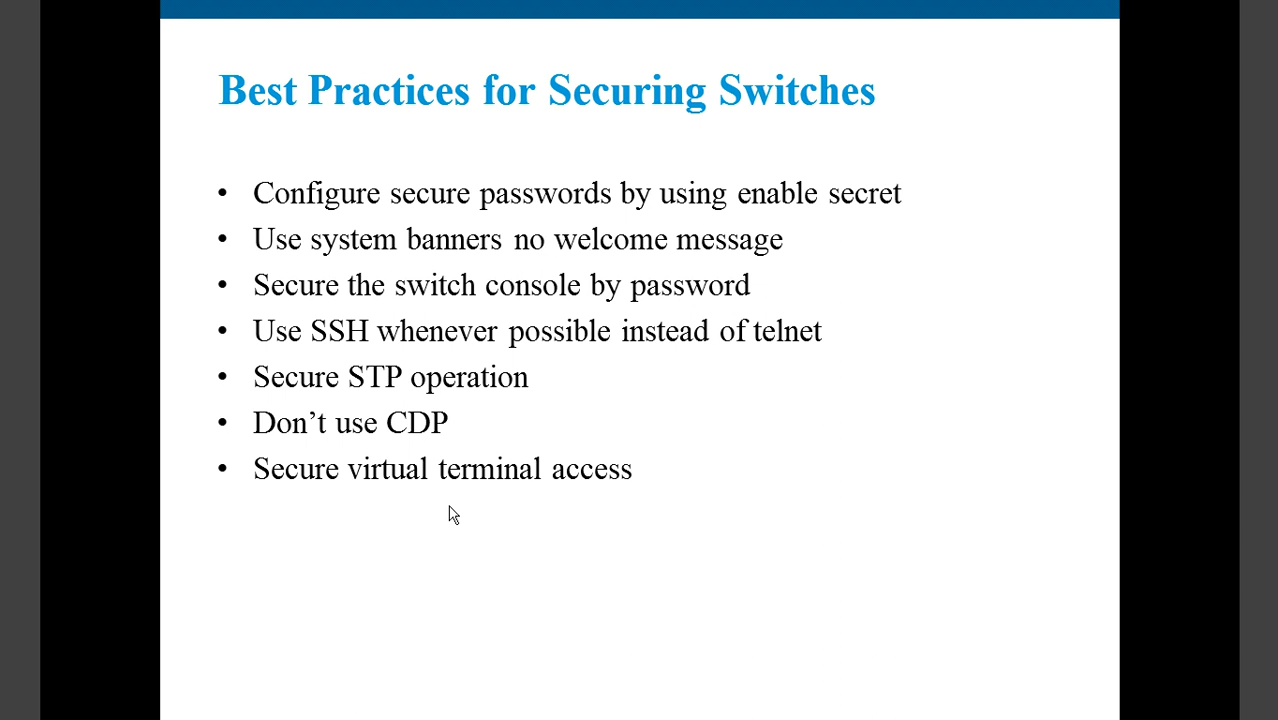 Best Practices for Securing Switches
• Configure secure passwords by using enable secret
• Use system banners no welcome message
• Secure the switch console by password
• Use SSH whenever possible instead of telnet
• Secure STP operation
• Don’t use CDP
• Secure virtual terminal access